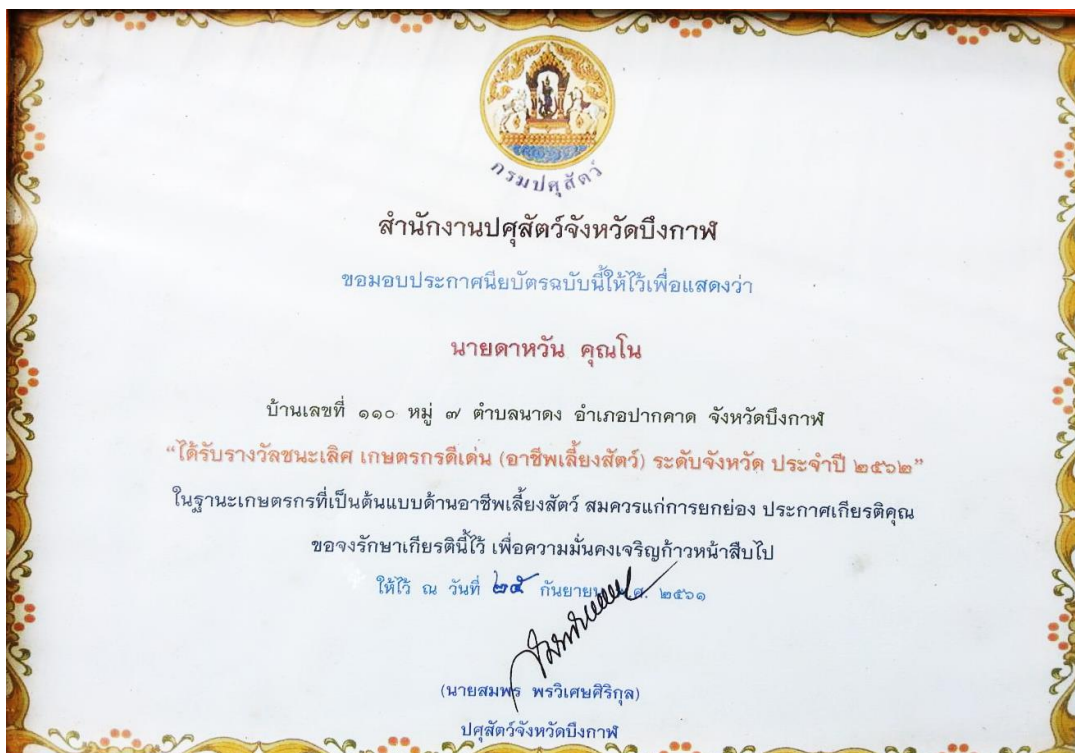 กรมปศุสัตว์
สำนักงานปศุสัตว์จังหวัดบึงกาฬ
ขอมอบประกาศนียบัตรฉบับนี้ให้ไว้เพื่อแสดงว่า
นายดาหวัน คุณโน
บ้านเลขที่ ๑๑๐ หมู่ ๗ ตำบลนาดง อำเภอปากคาด จังหวัดบึงกาฬ
“ได้รับรางวัลชนะเลิศ เกษตรกรดีเด่น (อาชีพเลี้ยงสัตว์) ระดับจังหวัด ประจำปี ๒๕๖๒”
ในฐานะเกษตรกรที่เป็นต้นแบบด้านอาชีพเลี้ยงสัตว์ สมควรแก่การยกย่อง ประกาศเกียรติคุณ
ขอจงรักษาเกียรตินี้ไว้ เพื่อความมั่นคงเจริญก้าวหน้าสืบไป
ให้ไว้ ณ วันที่ ๒๕ กันยายน ศ. ๒๕๖๑
(นายสมพร พรวิเศษศิริกุล)
ปศุสัตว์จังหวัดบึงกาฬ